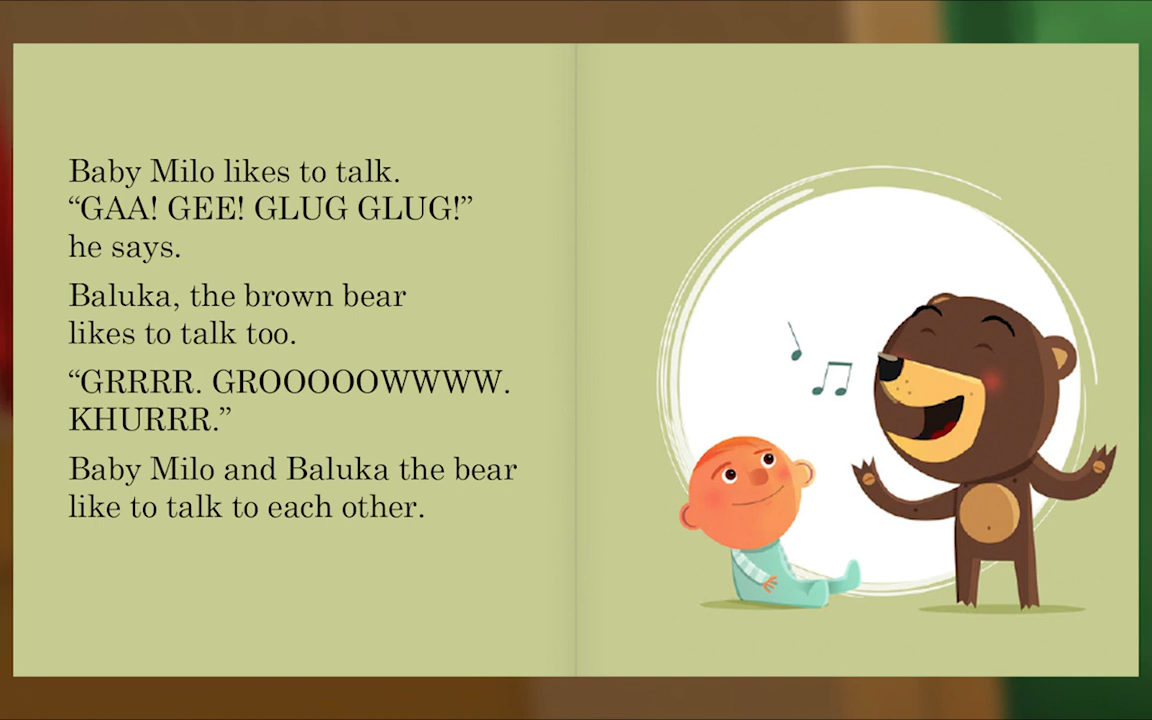 Baby Milo likes to talk.
“GAA! GEE! GLUG GLUG!”
he says.
Baluka, the brown bear
likes to talk too.
“GRRRR. GROOOOOWWWW.
KHURRR.”
Baby Milo and Baluka the bear
like to talk to each other.